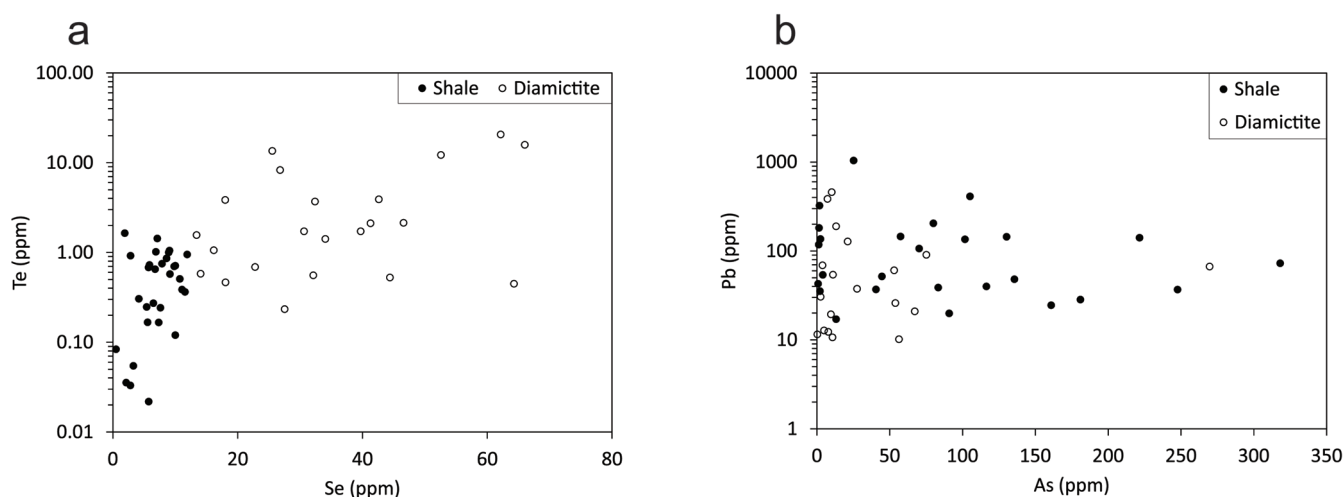 a
100.00
10.00
1.00
0.10
0.01
Te (ppm)
Shale Diamictite
0 20 40 60 80
Se (ppm)
b
10000
1000
100
10
1
Pb (ppm)
Shale
Diamictite
0 50 100 150 200 250 300 350
As (ppm)